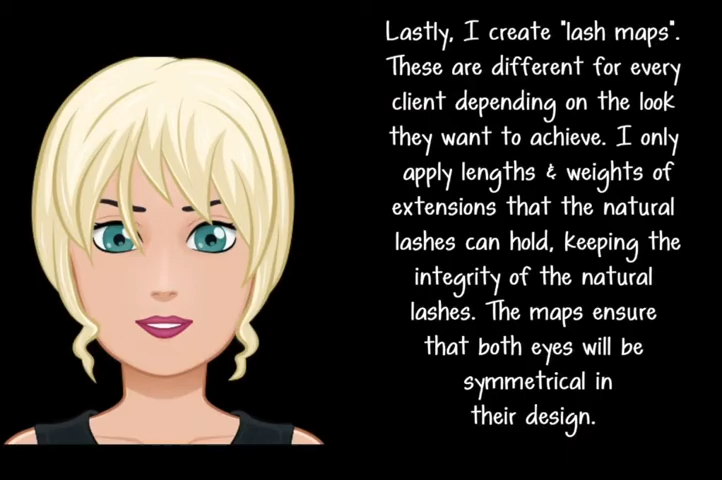 Lastly, I create "lash maps".
These are different for every
client depending on the look
they want to achieve. I only
apply lengths & weights of
extensions that the natural
lashes can hold, keeping the
integrity of the natural
lashes. The maps ensure
that both eyes will be
symmetrical in
their design.